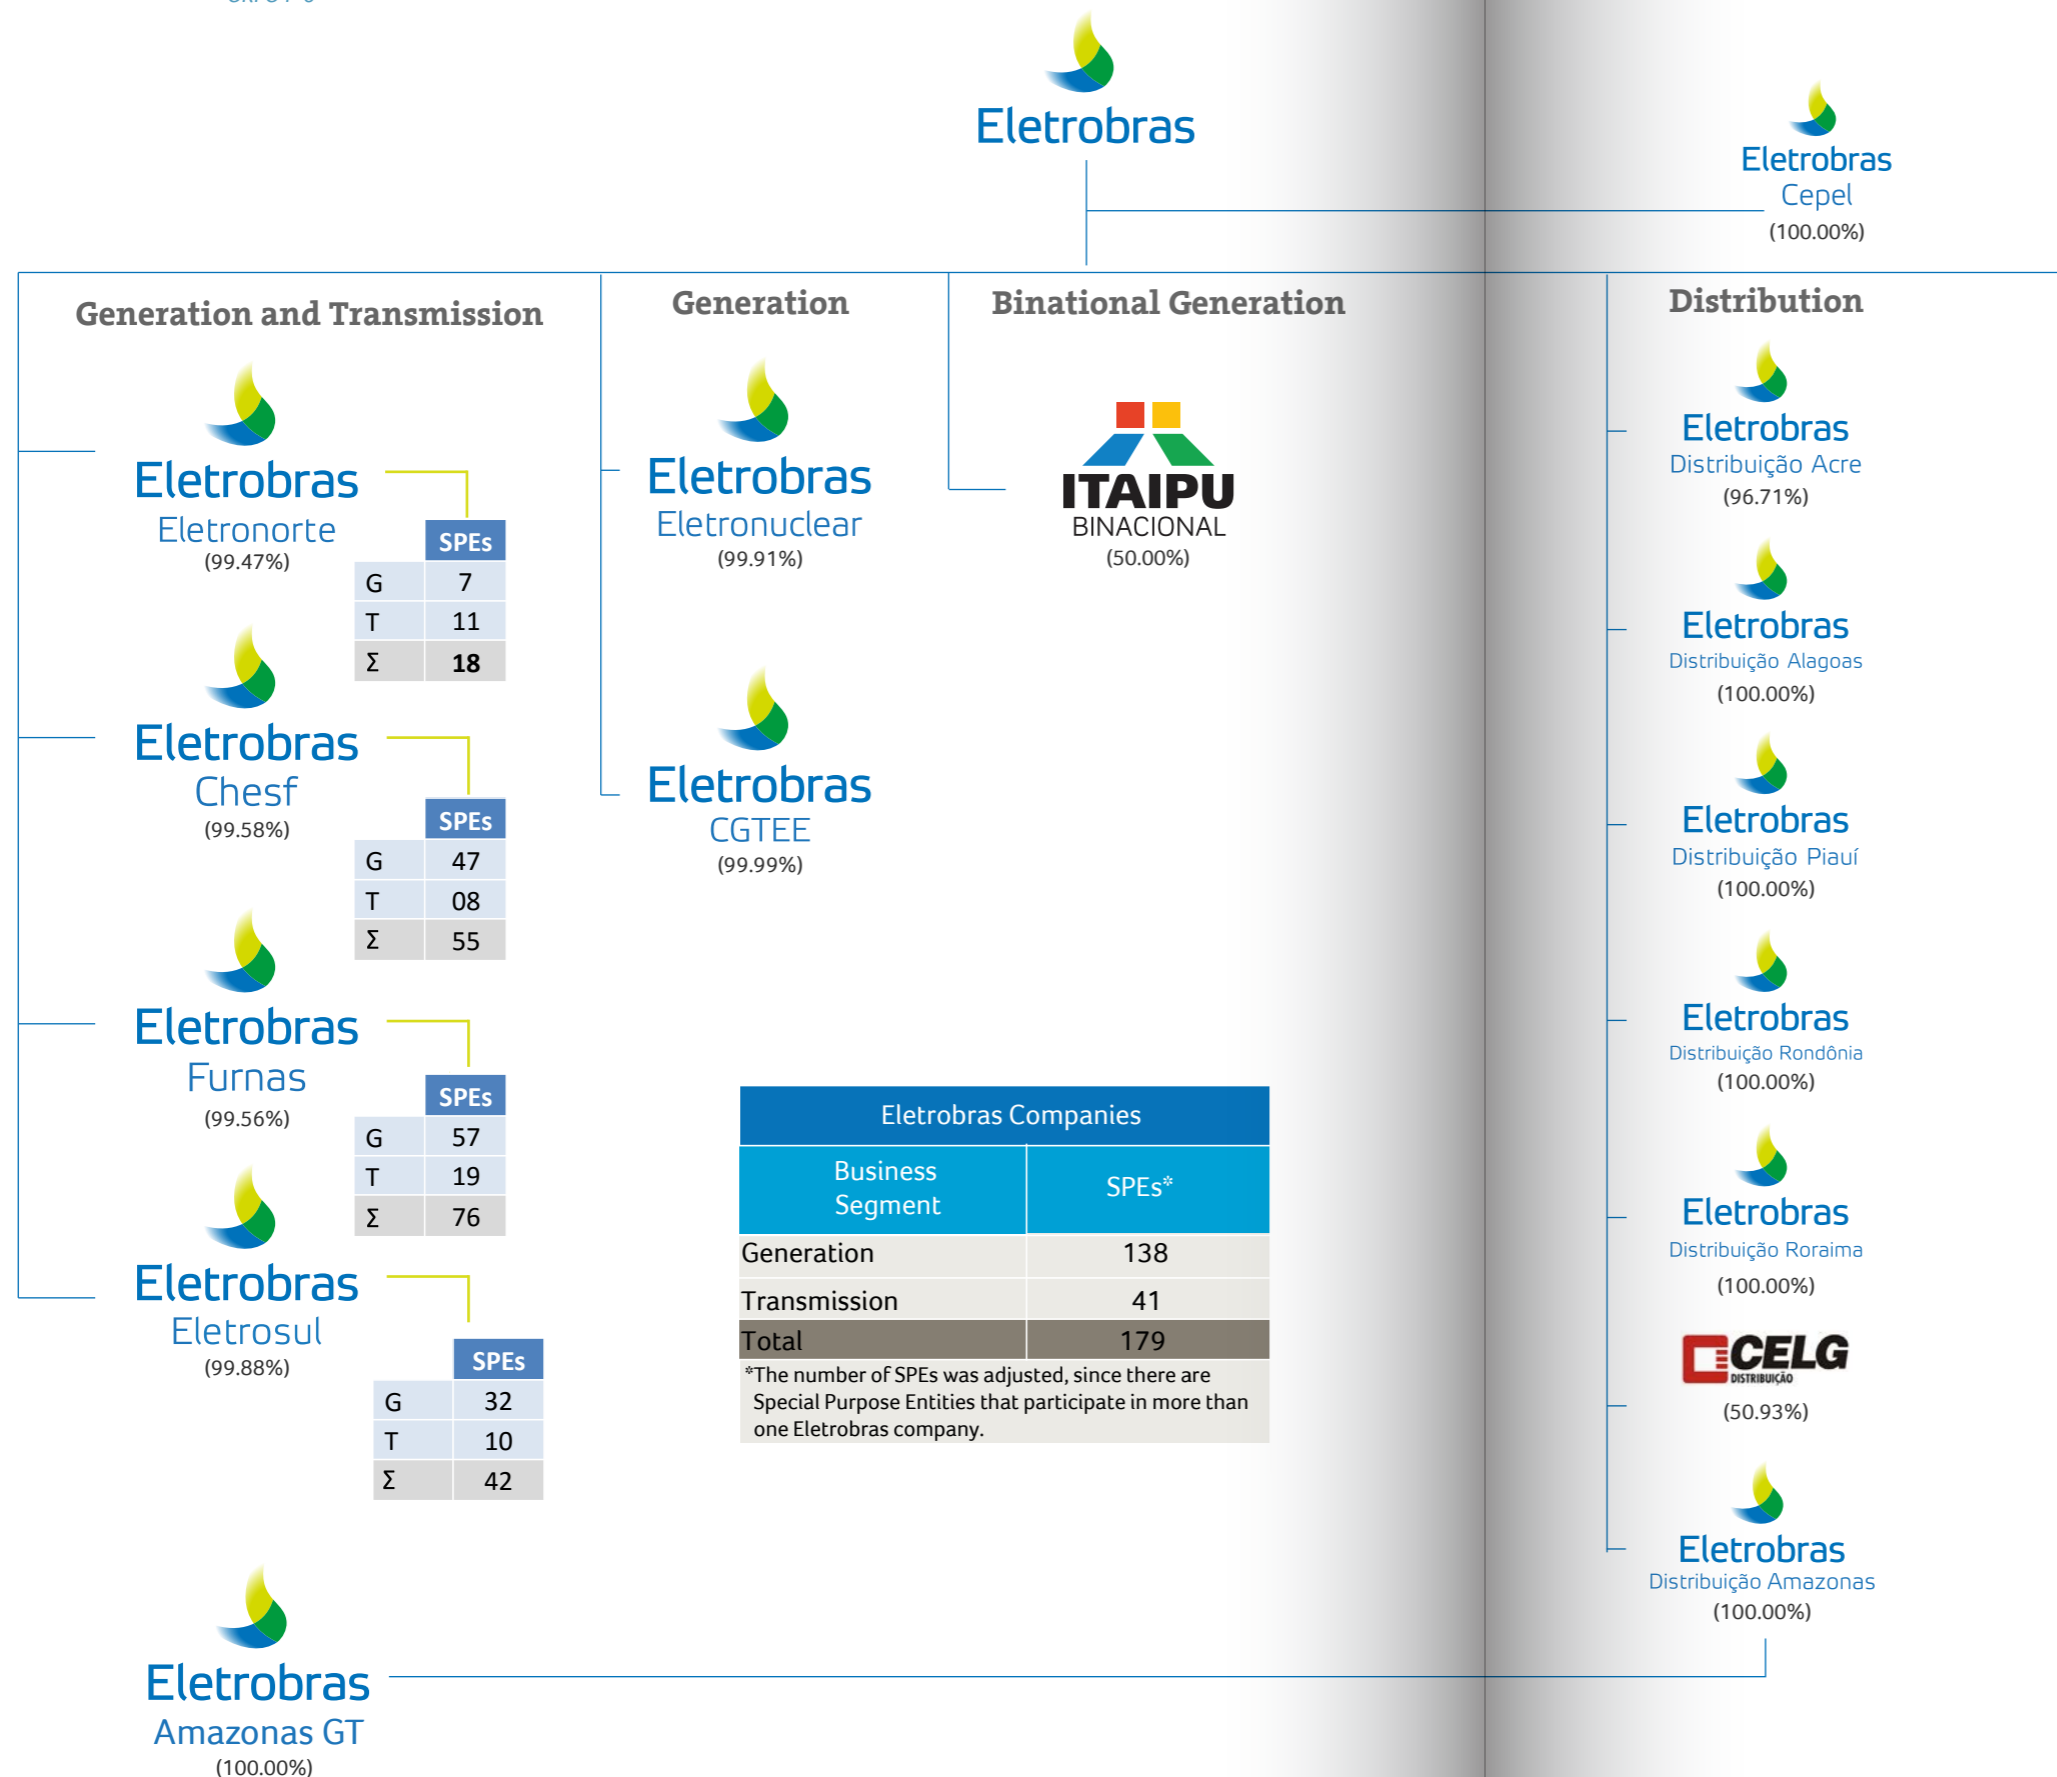 Eletrobras
Eletrobras
Cepel
(100.00%)
Generation and Transmission
Eletrobras
Eletronorte
(99.47%)
SPEs
G 7
T 11
Σ 18
Eletrobras
Chesf
(99.58%)
SPEs
G 47
T 08
Σ 55
Eletrobras
Furnas
(99.56%)
SPEs
G 57
T 19
Σ 76
Eletrobras
Eletrosul
(99.88%)
SPEs
G 32
T 10
Σ 42
Eletrobras
Amazonas GT
(100.00%)
Generation
Eletrobras
Eletronuclear
(99.91%)
Eletrobras
CGTEE
(99.99%)
Binational Generation
ITAIPU
BINACIONAL
(50.00%)
Eletrobras Companies
Business
Segment
SPEs*
Generation 138
Transmission 41
Total 179
*The number of SPEs was adjusted, since there are
Special Purpose Entities that participate in more than
one Eletrobras company.
Distribution
Eletrobras
Distribuição Acre
(96.71%)
Eletrobras
Distribuição Alagoas
(100.00%)
Eletrobras
Distribuição Piauí
(100.00%)
Eletrobras
Distribuição Rondônia
(100.00%)
Eletrobras
Distribuição Roraima
(100.00%)
CELG
DISTRIBUIÇÃO
(50.93%)
Eletrobras
Distribuição Amazonas
(100.00%)